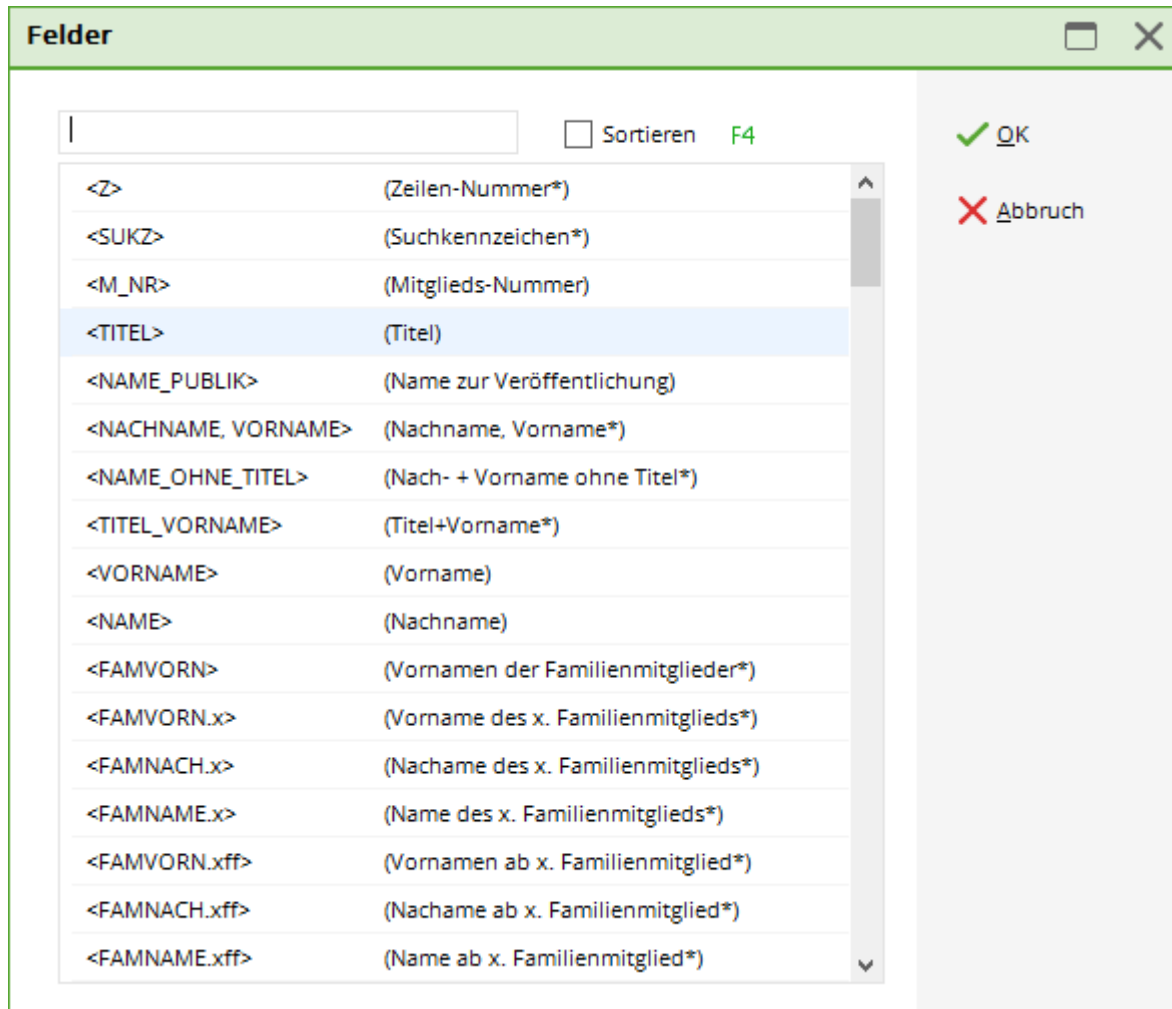 Felder
Sortieren F4
OK
Abbruch
<Z> (Zeilen-Nummer*)
<SUKZ> (Suchkennzeichen*)
<M_NR> (Mitglieds-Nummer)
<TITEL> (Titel)
<NAME_PUBLIK> (Name zur Veröffentlichung)
<NACHNAME, VORNAME> (Nachname, Vorname*)
<NAME_OHNE_TITEL> (Nach- + Vorname ohne Titel*)
<TITEL_VORNAME> (Titel+Vorname*)
<VORNAME> (Vorname)
<NAME> (Nachname)
<FAMVORN> (Vornamen der Familienmitglieder*)
<FAMVORN.x> (Vorname des x. Familienmitglieds*)
<FAMNACH.x> (Nachame des x. Familienmitglieds*)
<FAMNAME.x> (Name des x. Familienmitglieds*)
<FAMVORN.xff> (Vornamen ab x. Familienmitglied*)
<FAMNACH.xff> (Nachame ab x. Familienmitglied*)
<FAMNAME.xff> (Name ab x. Familienmitglied*)